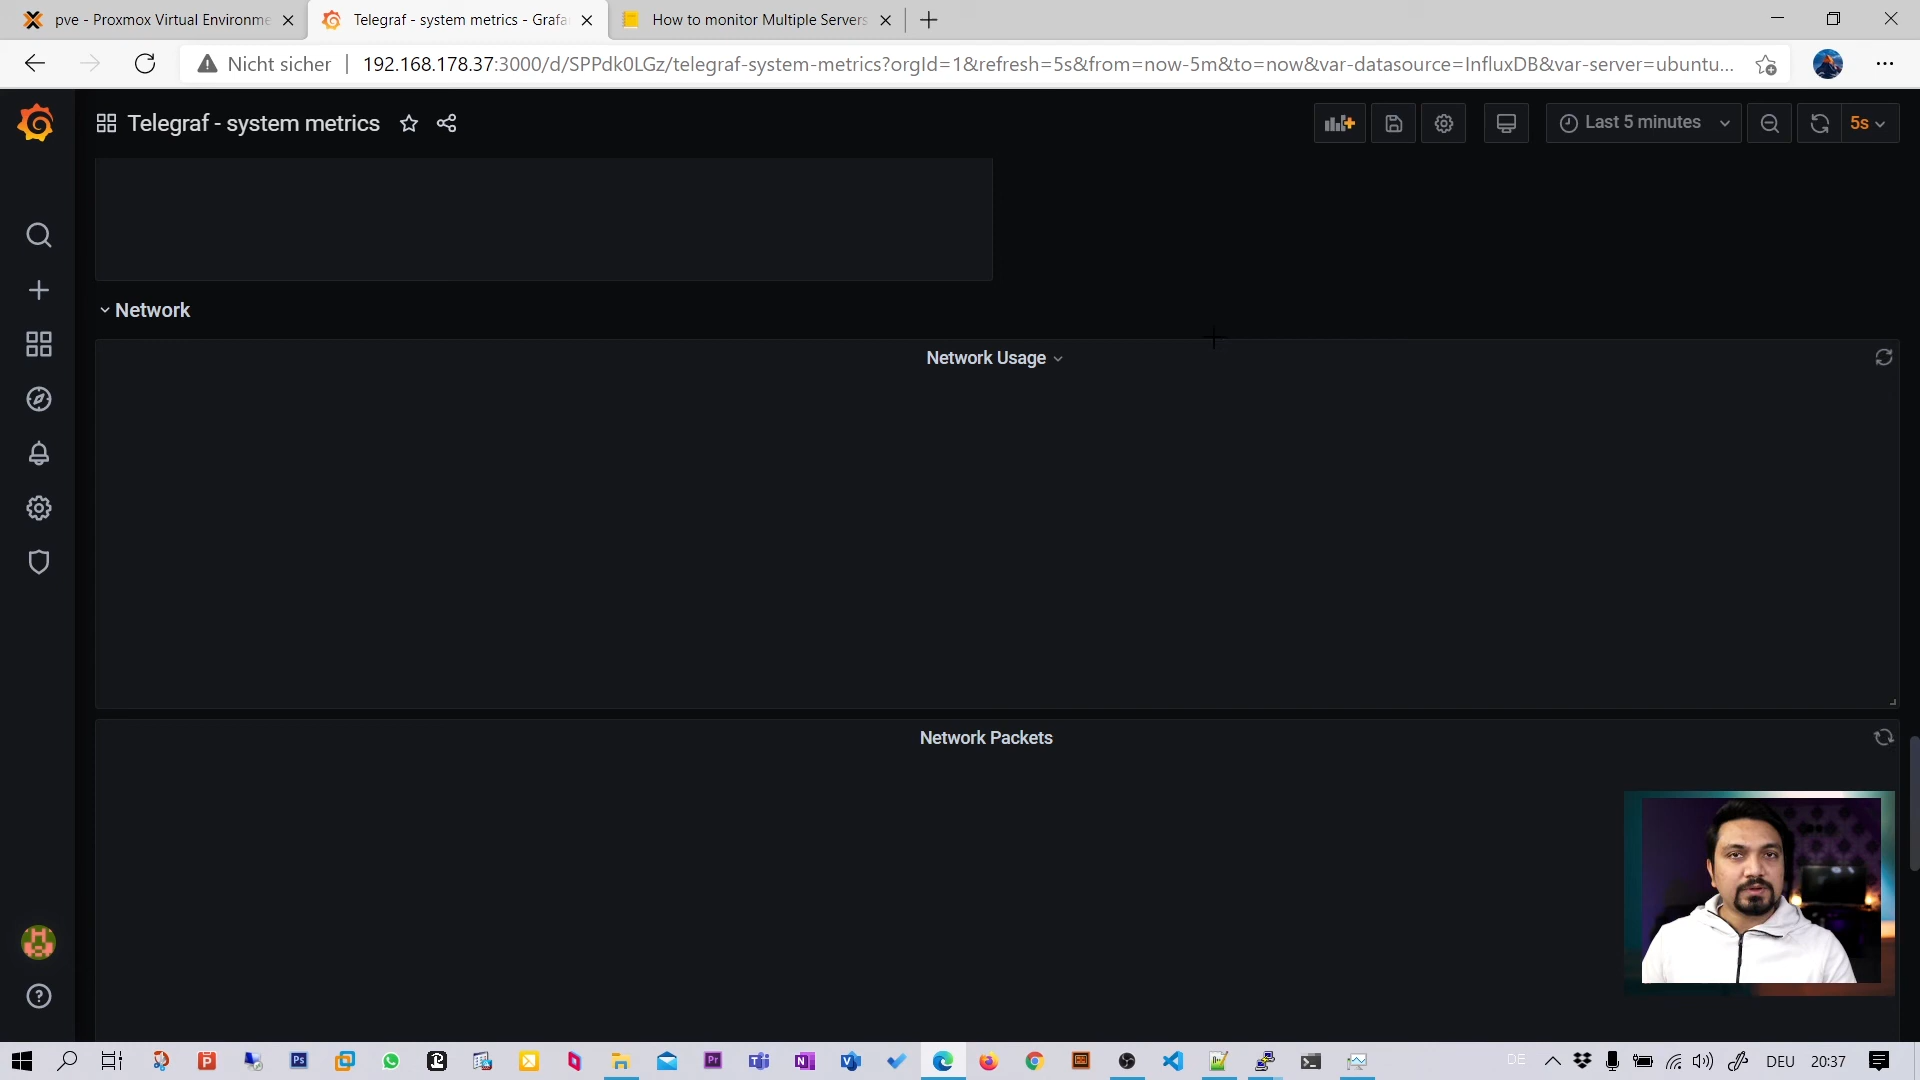 pve - Proxmox Virtual Environme
Telegraf - system metrics - Grafa
How to monitor Multiple Servers
Nicht sicher
192.168.178.37:3000/d/SPPdk0LGz/telegraf-system-metrics?orgId=1&refresh=5s&from=now-5m&to=now&var-datasource=InfluxDB&var-server=ubuntu...
Telegraf - system metrics
Last 5 minutes
5s
Network
Network Usage
Network Packets
DE
DEU
20:37